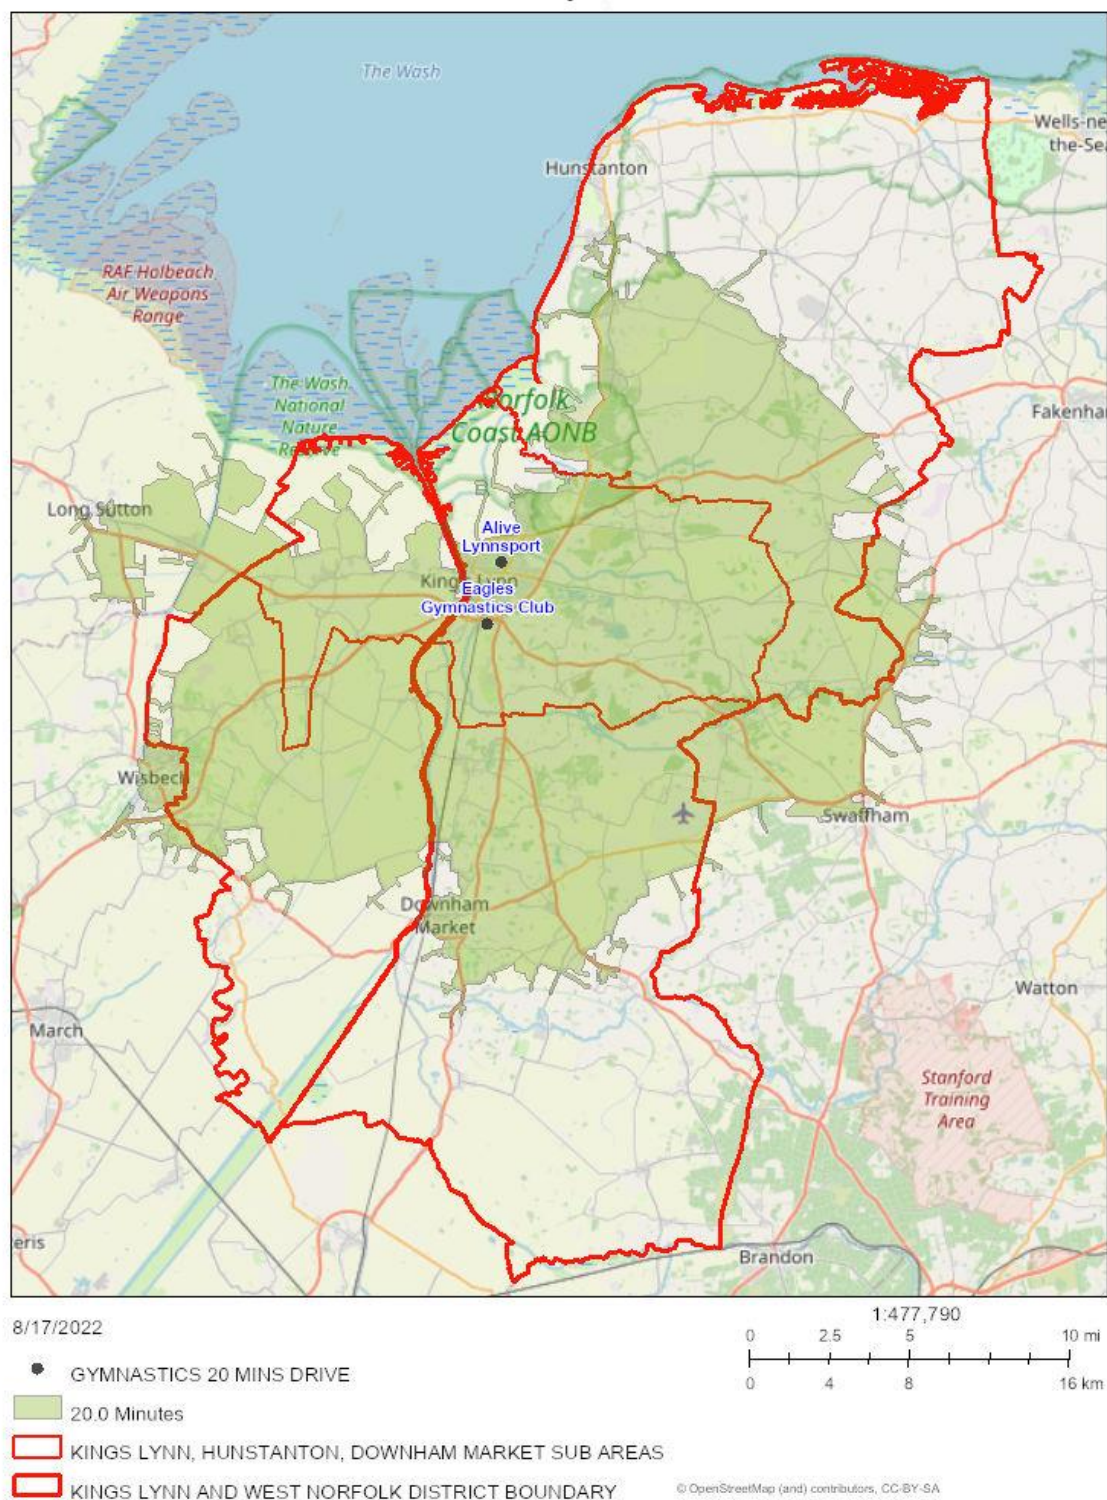 The Wash
Wells-ne
the-Sea
Hunstanton
RAF Holbeach
Air Weapons
Range
The Wash
National
Nature
Reserve
Norfolk
Coast AONB
Fakenham
Long Sutton
Alive
Lynnsport
King's Lynn
Eagles
Gymnastics Club
Wisbech
Swaffham
Downham
Market
Watton
March
Stanford
Training
Area
eris
Brandon
8/17/2022
1:477,790
0 2.5 5 10 mi
0 4 8 16 km
GYMNASTICS 20 MINS DRIVE
20.0 Minutes
KINGS LYNN, HUNSTANTON, DOWNHAM MARKET SUB AREAS
KINGS LYNN AND WEST NORFOLK DISTRICT BOUNDARY
© OpenStreetMap (and) contributors, CC-BY-SA